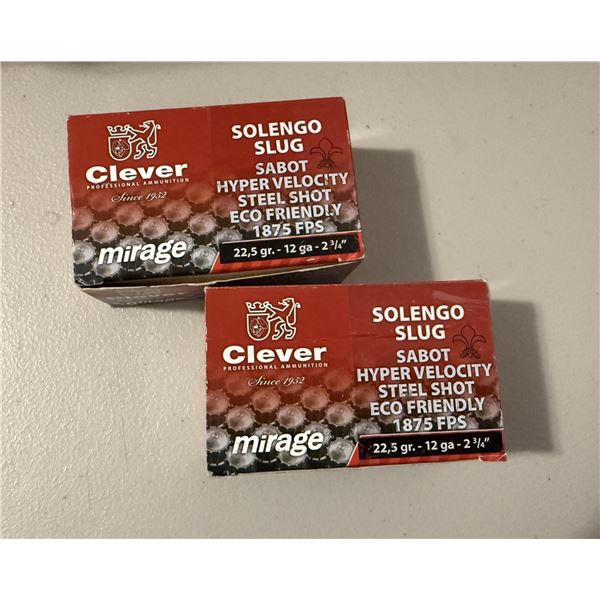 Clever
PROFESSIONAL AMMUNITION
Since 1952
mirage
SOLENGO
SLUG
SABOT
HYPER VELOCITY
STEEL SHOT
ECO FRIENDLY
1875 FPS
22,5 gr. - 12 ga - 2 3/4"
Clever
PROFESSIONAL AMMUNITION
Since 1952
mirage
SOLENGO
SLUG
SABOT
HYPER VELOCITY
STEEL SHOT
ECO FRIENDLY
1875 FPS
22,5 gr. - 12 ga - 2 3/4"